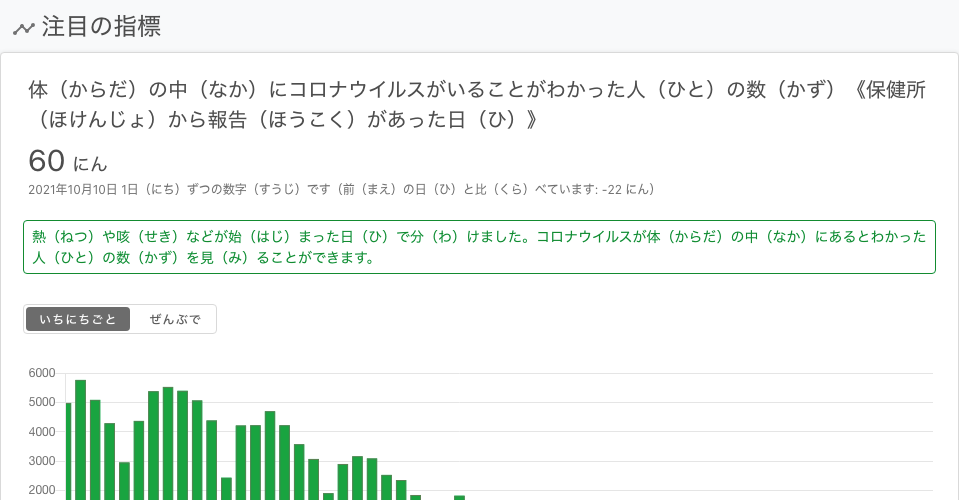 注目の指標
体（からだ）の中（なか）にコロナウイルスがいることがわかった人（ひと）の数（かず）《保健所
（ほけんじょ）から報告（ほうこく）があった日（ひ）》
60 にん
2021年10月10日 1日（にち）ずつの数字（すうじ）です（前（まえ）の日（ひ）と比（くら）べています: -22 にん）
熱（ねつ）や咳（せき）などが始（はじ）まった日（ひ）で分（わ）けました。コロナウイルスが体（からだ）の中（なか）にあるとわかった
人（ひと）の数（かず）を見（み）ることができます。
いちにちごと ぜんぶで
6000
5000
4000
3000
2000